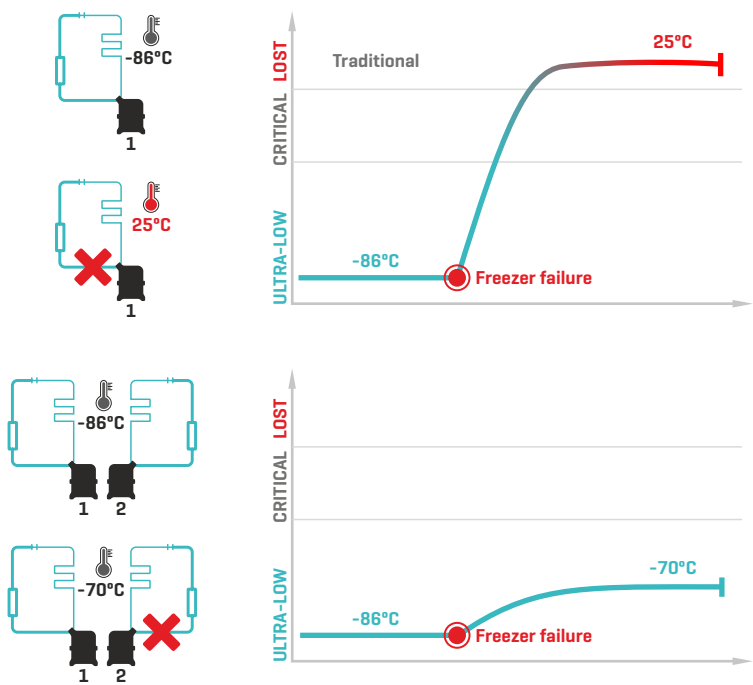 -86°C
1
25°C
1
LOST
CRITICAL
ULTRA-LOW
Traditional
25°C
-86°C
Freezer failure
-86°C
1 2
-70°C
1 2
LOST
CRITICAL
ULTRA-LOW
-70°C
-86°C
Freezer failure